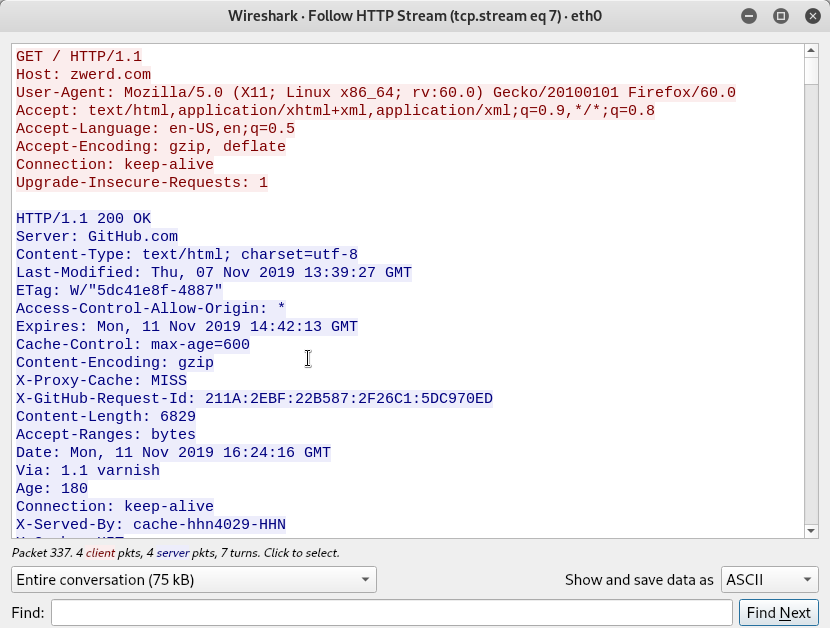 Wireshark · Follow HTTP Stream (tcp.stream eq 7) · eth0
GET / HTTP/1.1
Host: zwerd.com
User-Agent: Mozilla/5.0 (X11; Linux x86_64; rv:60.0) Gecko/20100101 Firefox/60.0
Accept: text/html,application/xhtml+xml,application/xml;q=0.9,*/*;q=0.8
Accept-Language: en-US,en;q=0.5
Accept-Encoding: gzip, deflate
Connection: keep-alive
Upgrade-Insecure-Requests: 1
HTTP/1.1 200 OK
Server: GitHub.com
Content-Type: text/html; charset=utf-8
Last-Modified: Thu, 07 Nov 2019 13:39:27 GMT
ETag: W/"5dc41e8f-4887"
Access-Control-Allow-Origin: *
Expires: Mon, 11 Nov 2019 14:42:13 GMT
Cache-Control: max-age=600
Content-Encoding: gzip
X-Proxy-Cache: MISS
X-GitHub-Request-Id: 211A:2EBF:22B587:2F26C1:5DC970ED
Content-Length: 6829
Accept-Ranges: bytes
Date: Mon, 11 Nov 2019 16:24:16 GMT
Via: 1.1 varnish
Age: 180
Connection: keep-alive
X-Served-By: cache-hhn4029-HHN
Packet 337. 4 client pkts, 4 server pkts, 7 turns. Click to select.
Entire conversation (75 kB)
Show and save data as ASCII
Find:
Find Next